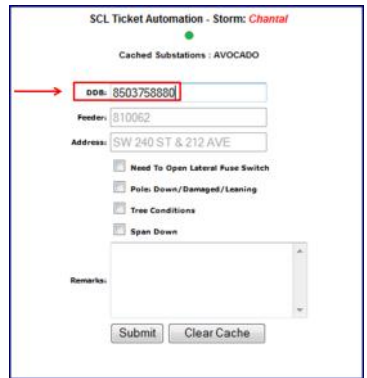 SCL Ticket Automation - Storm: Chantal
Cached Substations : AVOCADO
DDB: 8503758880
Feeder: 810062
Address: SW 240 ST & 212 AVE
Need To Open Lateral Fuse Switch
Pole: Down/Damaged/Leaning
Tree Conditions
Span Down
Remarks:
Submit Clear Cache